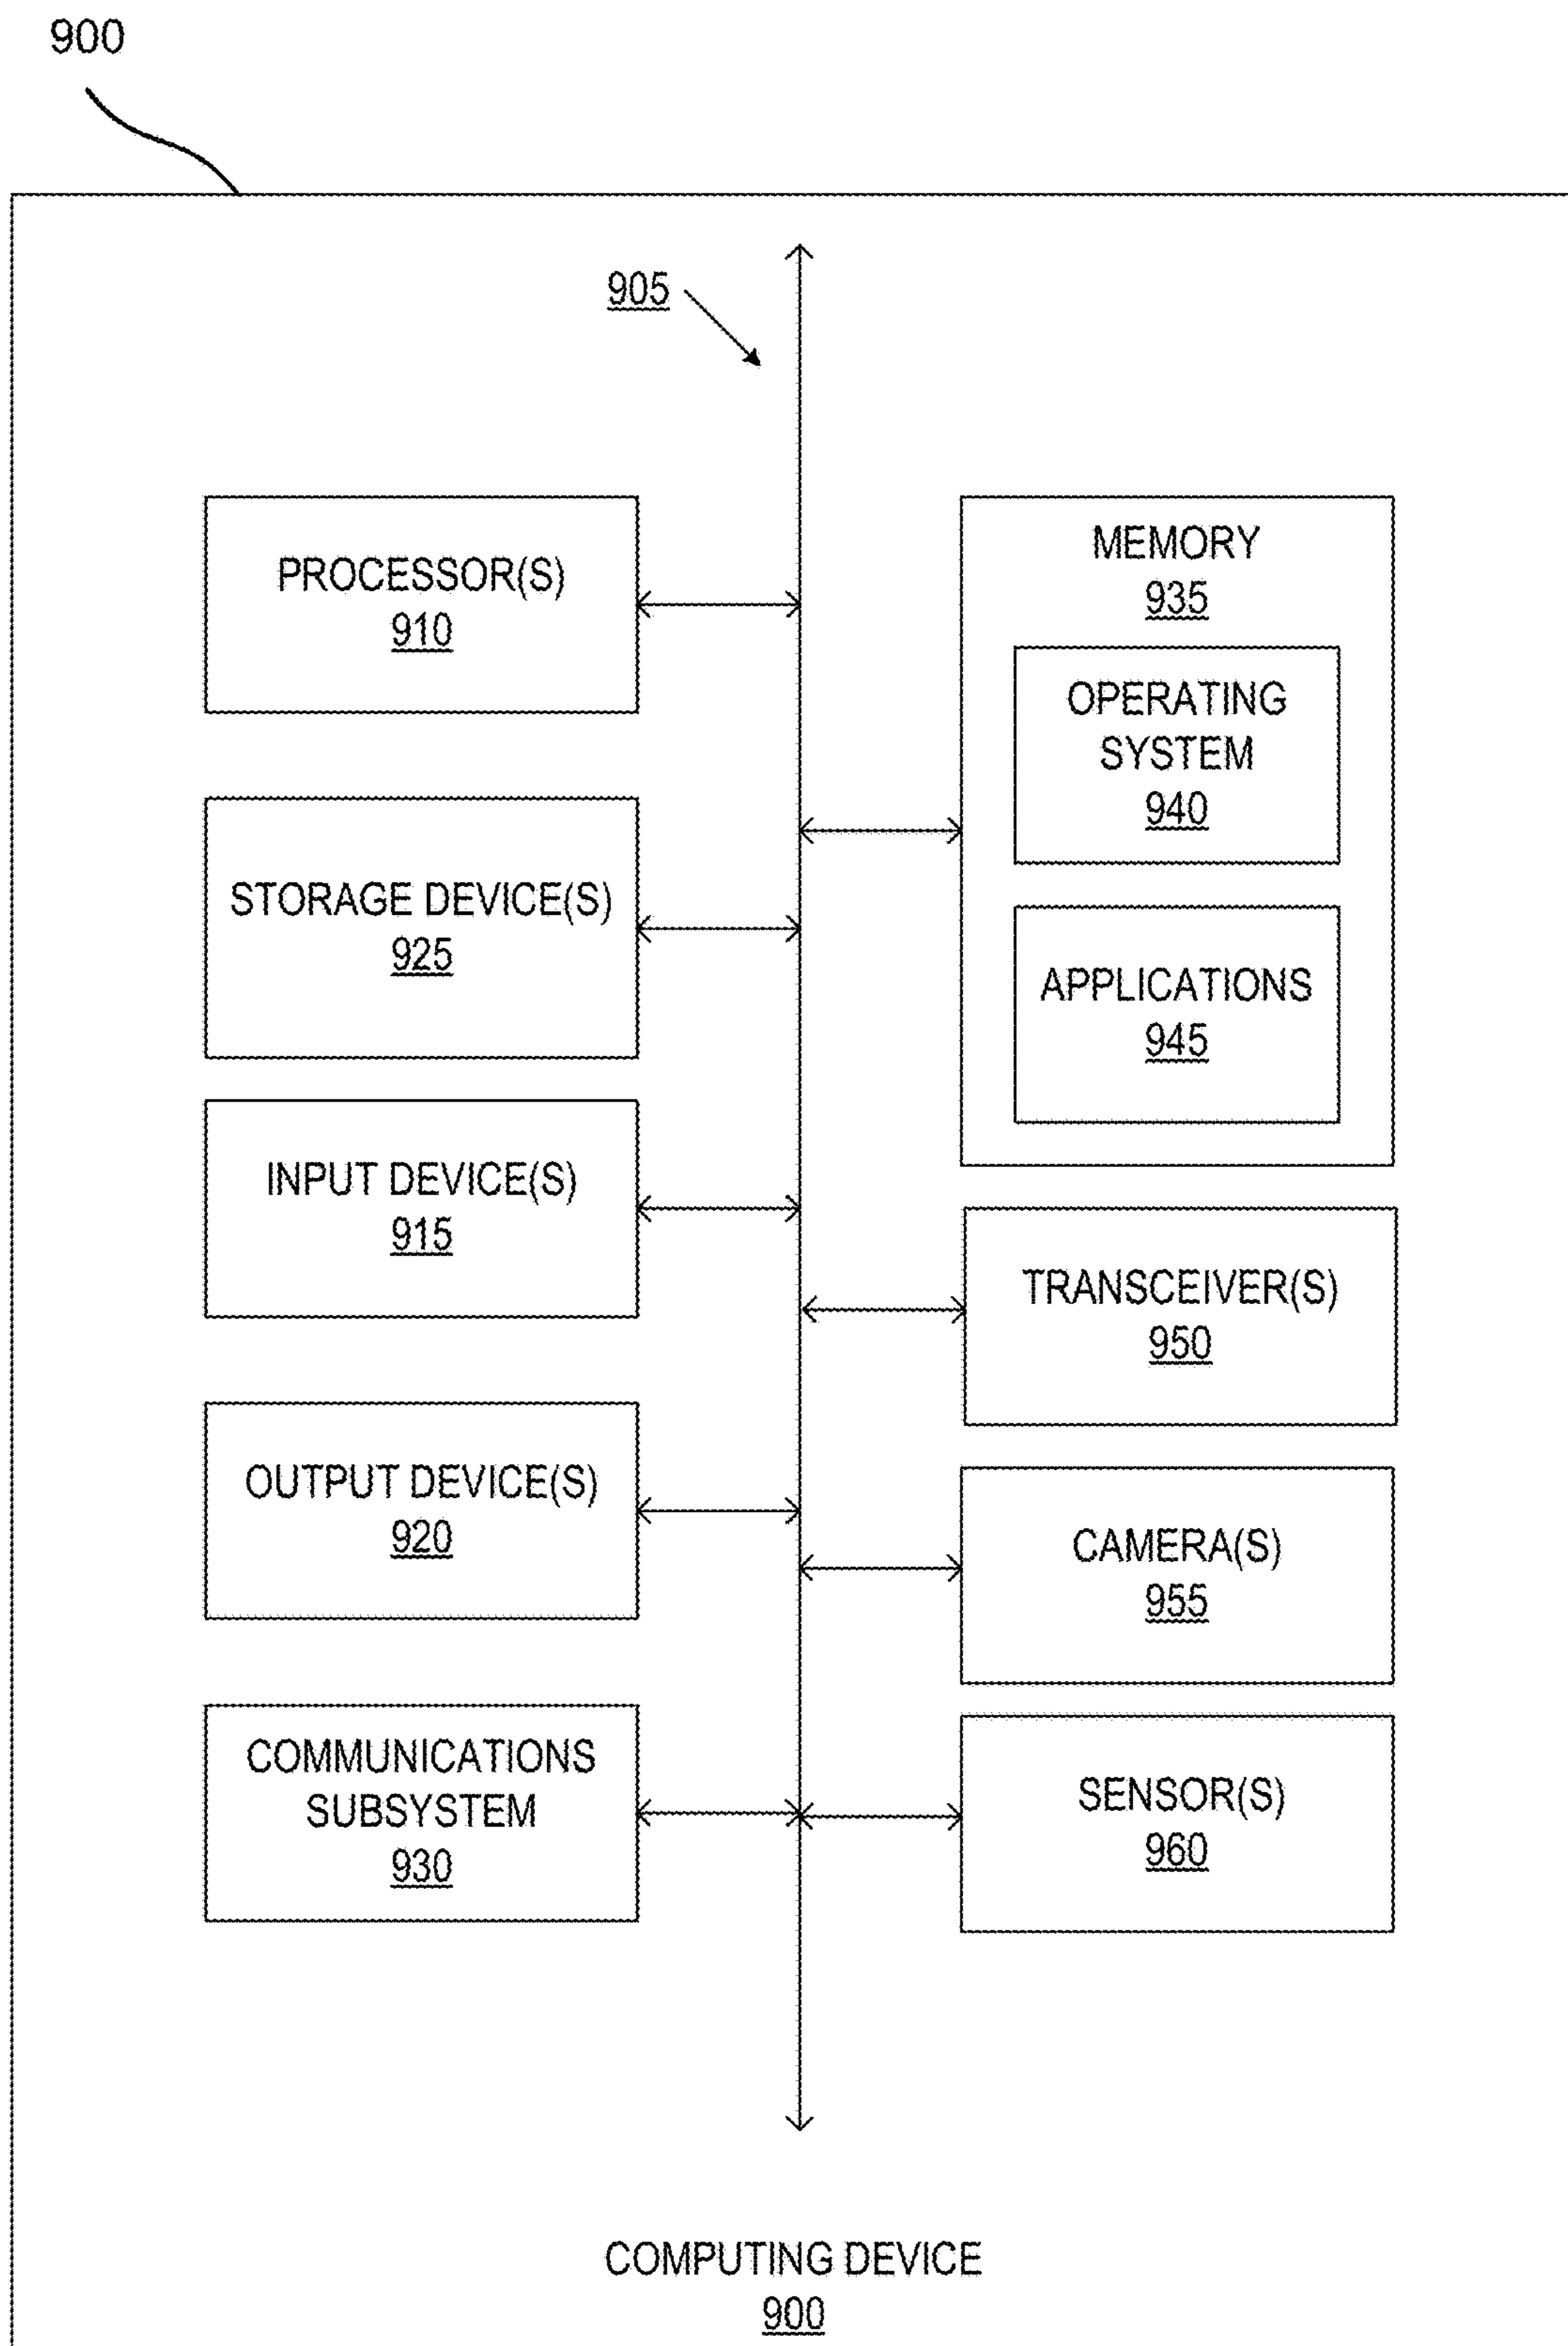 900
905
PROCESSOR(S)
910
STORAGE DEVICE(S)
925
INPUT DEVICE(S)
915
OUTPUT DEVICE(S)
920
COMMUNICATIONS
SUBSYSTEM
930
MEMORY
935
OPERATING
SYSTEM
940
APPLICATIONS
945
TRANSCEIVER(S)
950
CAMERA(S)
955
SENSOR(S)
960
COMPUTING DEVICE
900